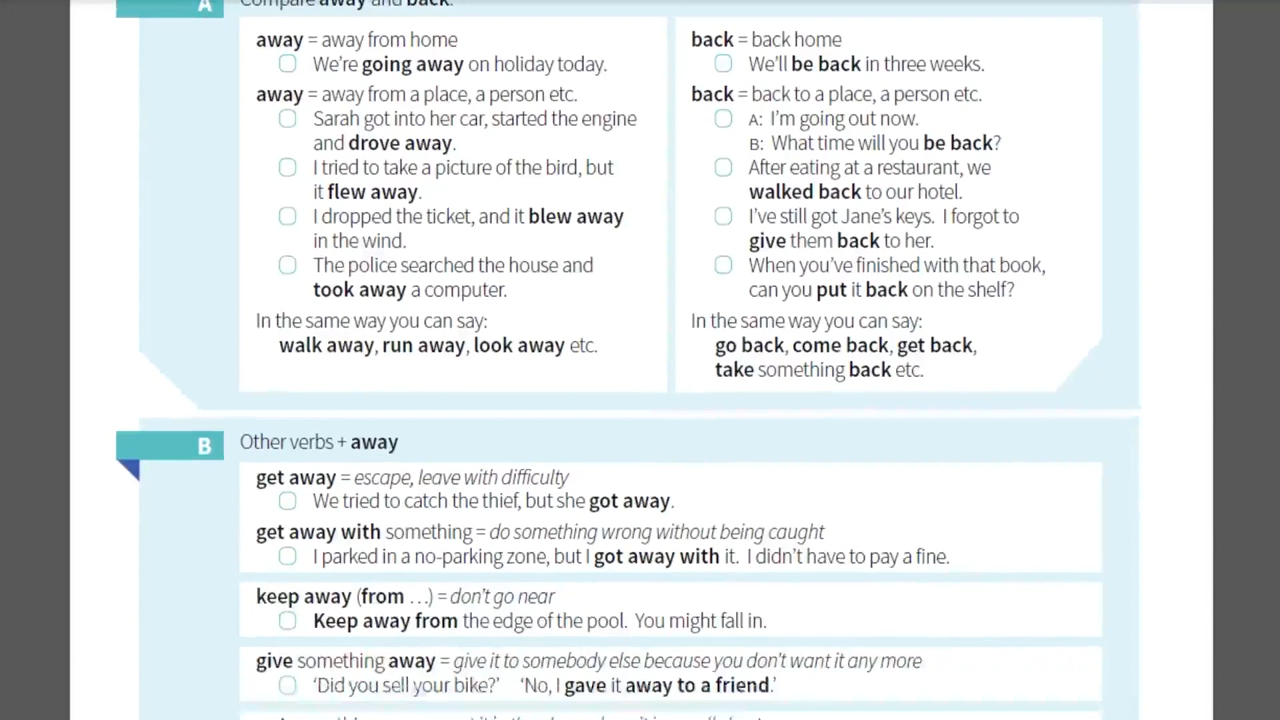 A
Compare away and back:
away = away from home
We're going away on holiday today.
away = away from a place, a person etc.
Sarah got into her car, started the engine
and drove away.
I tried to take a picture of the bird, but
it flew away.
I dropped the ticket, and it blew away
in the wind.
The police searched the house and
took away a computer.
In the same way you can say:
walk away, run away, look away etc.
back = back home
We'll be back in three weeks.
back = back to a place, a person etc.
A: I'm going out now.
B: What time will you be back?
After eating at a restaurant, we
walked back to our hotel.
I've still got Jane's keys. I forgot to
give them back to her.
When you've finished with that book,
can you put it back on the shelf?
In the same way you can say:
go back, come back, get back,
take something back etc.
B
Other verbs + away
get away = escape, leave with difficulty
We tried to catch the thief, but she got away.
get away with something = do something wrong without being caught
I parked in a no-parking zone, but I got away with it. I didn't have to pay a fine.
keep away (from …) = don't go near
Keep away from the edge of the pool. You might fall in.
give something away = give it to somebody else because you don't want it any more
'Did you sell your bike?' 'No, I gave it away to a friend.'